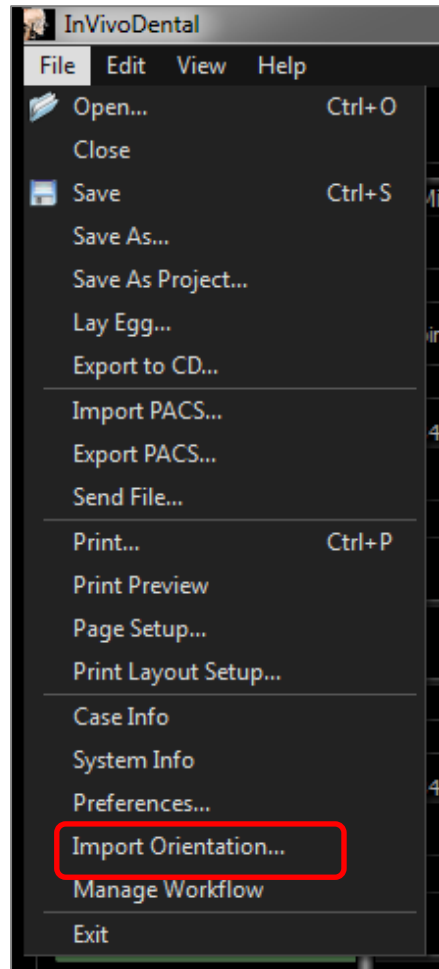 InVivoDental
File Edit View Help
Open... Ctrl+O
Close
Save Ctrl+S
Save As...
Save As Project...
Lay Egg...
Export to CD...
Import PACS...
Export PACS...
Send File...
Print... Ctrl+P
Print Preview
Page Setup...
Print Layout Setup...
Case Info
System Info
Preferences...
Import Orientation...
Manage Workflow
Exit